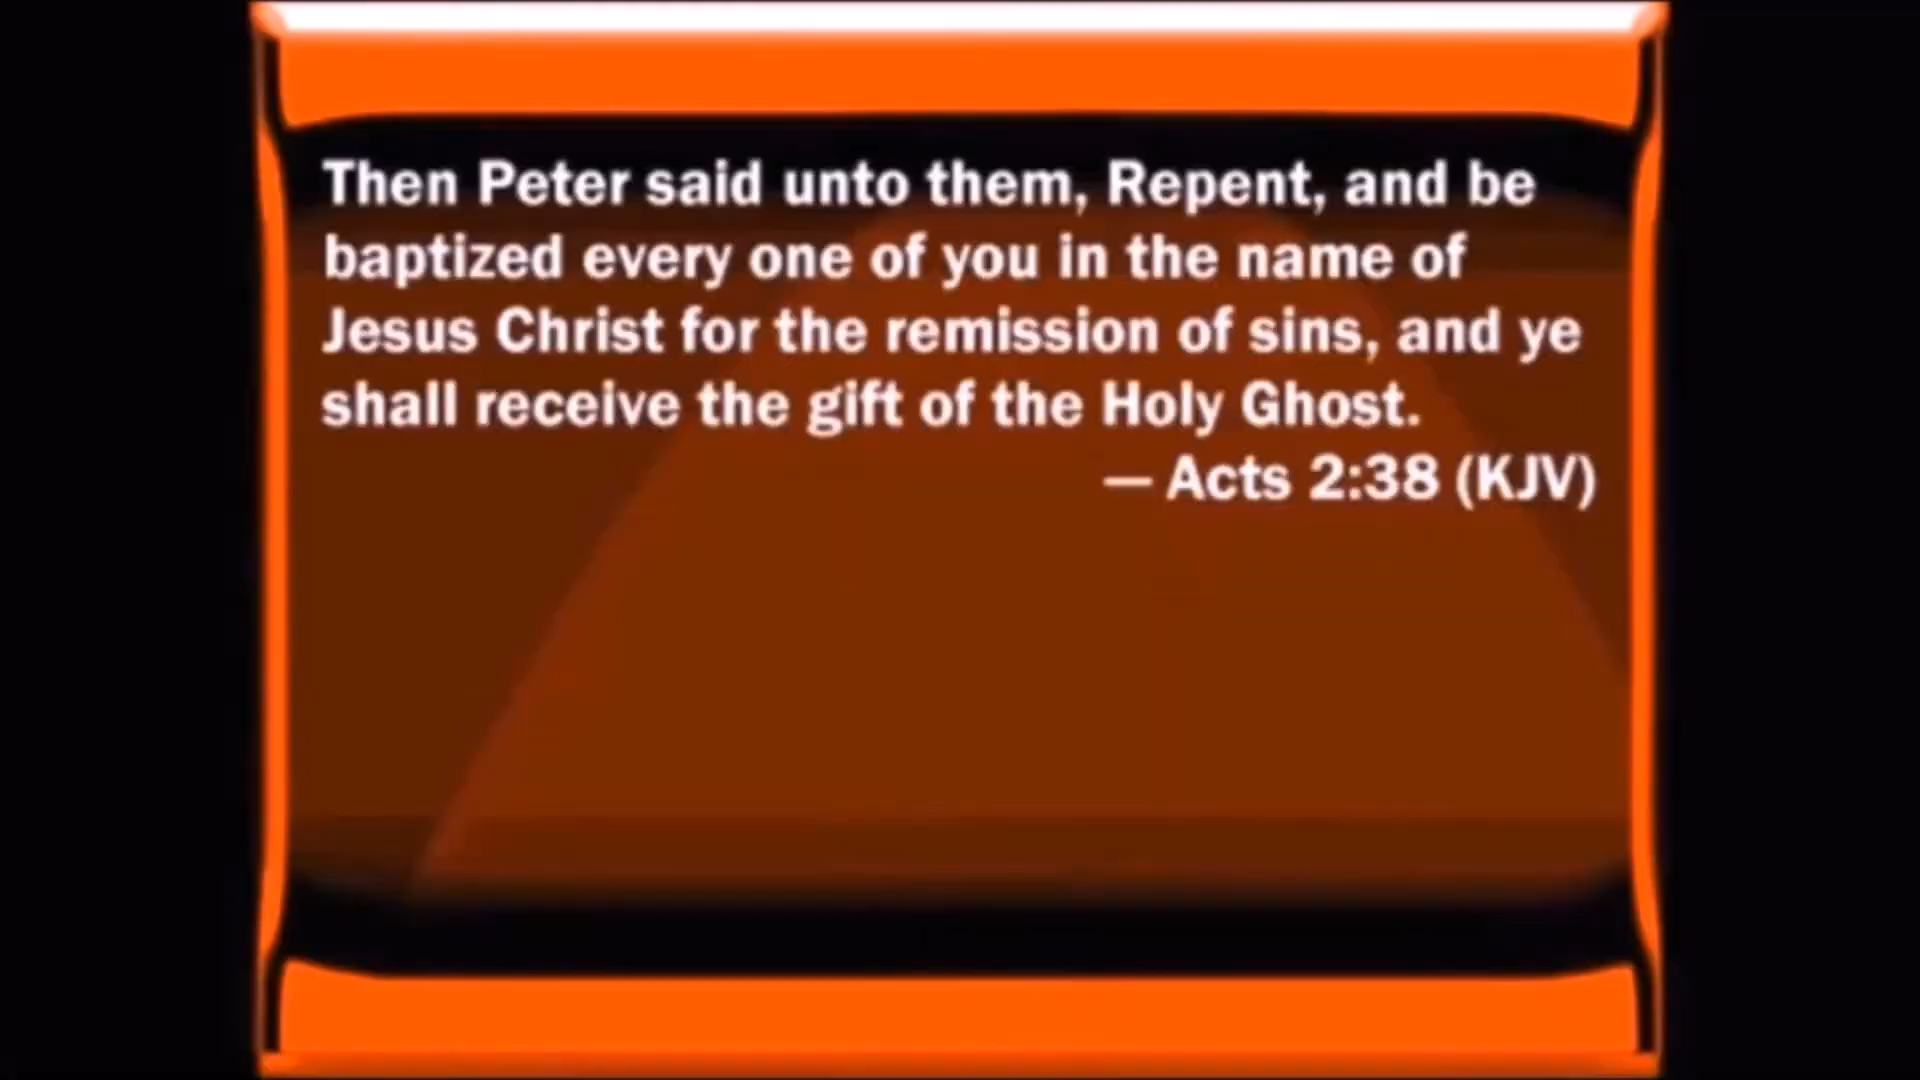 Then Peter said unto them, Repent, and be
baptized every one of you in the name of
Jesus Christ for the remission of sins, and ye
shall receive the gift of the Holy Ghost.
— Acts 2:38 (KJV)